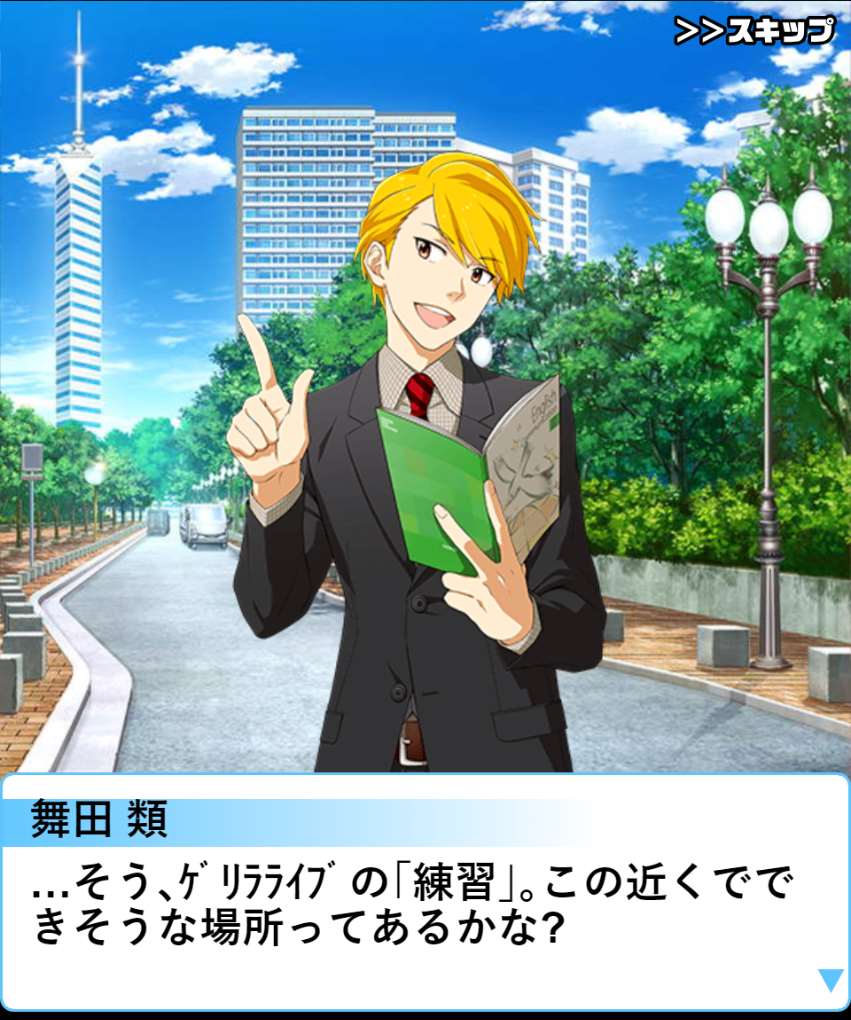 >>スキップ
English
舞田 類
…そう､ｹﾞﾘﾗﾗｲﾌﾞの｢練習｣｡この近くでで
きそうな場所ってあるかな?